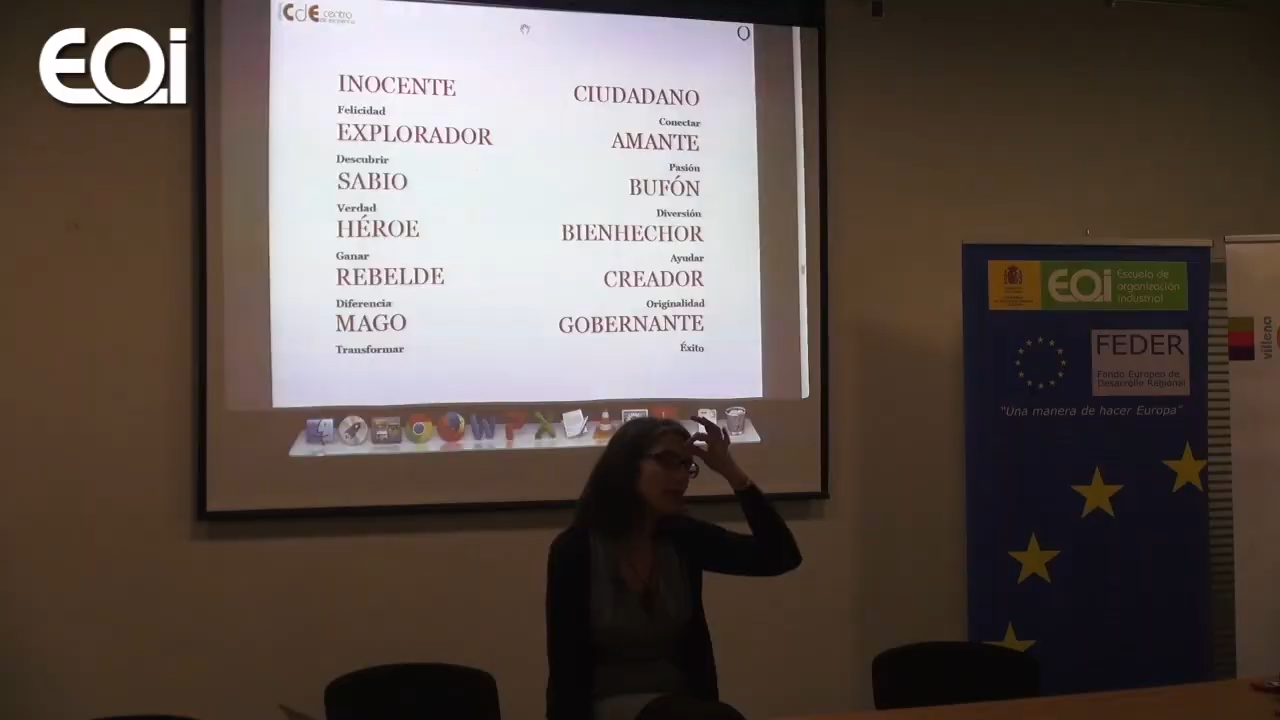 EOi
CdE centro
INOCENTE
Felicidad
EXPLORADOR
Descubrir
SABIO
Verdad
HÉROE
Ganar
REBELDE
Diferencia
MAGO
Transformar
CIUDADANO
Conectar
AMANTE
Pasión
BUFÓN
Diversión
BIENHECHOR
Ayudar
CREADOR
Originalidad
GOBERNANTE
Éxito
EOi Escuela de
organización
industrial
FEDER
Fondo Europeo de
Desarrollo Regional
"Una manera de hacer Europa"
villena